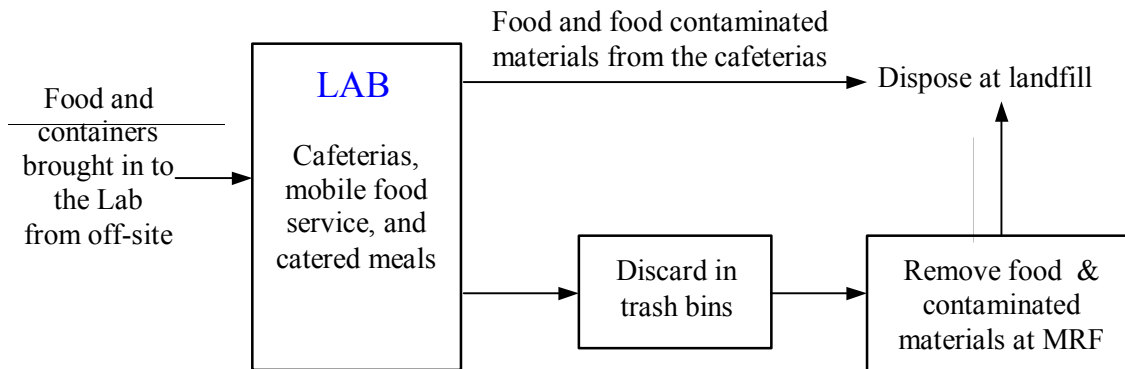 Food and
containers
brought in to
the Lab
from off-site
LAB
Cafeterias,
mobile food
service, and
catered meals
Food and food contaminated
materials from the cafeterias
Dispose at landfill
Discard in
trash bins
Remove food &
contaminated
materials at MRF